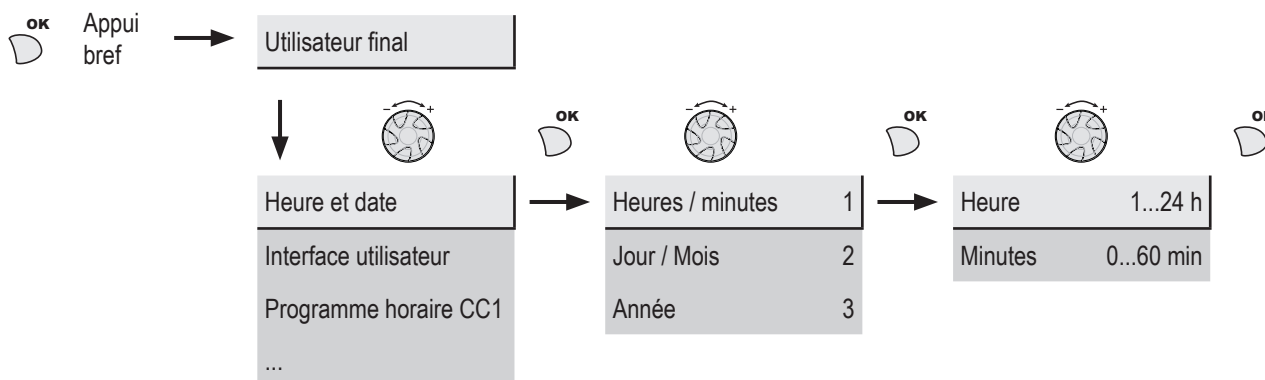 OK Appui bref
Utilisateur final
- +
OK
- +
OK
- +
Heure et date
Heures / minutes 1
Heure 1...24 h
Interface utilisateur
Jour / Mois 2
Minutes 0...60 min
Programme horaire CC1
Année 3
...